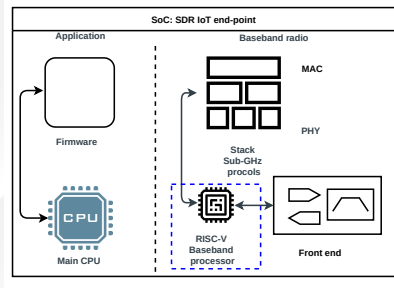 SoC: SDR IoT end-point
Application
Baseband radio
MAC
PHY
Firmware
Stack
Sub-GHz
procols
CPU
RISC-V
Baseband
processor
Main CPU
Front end